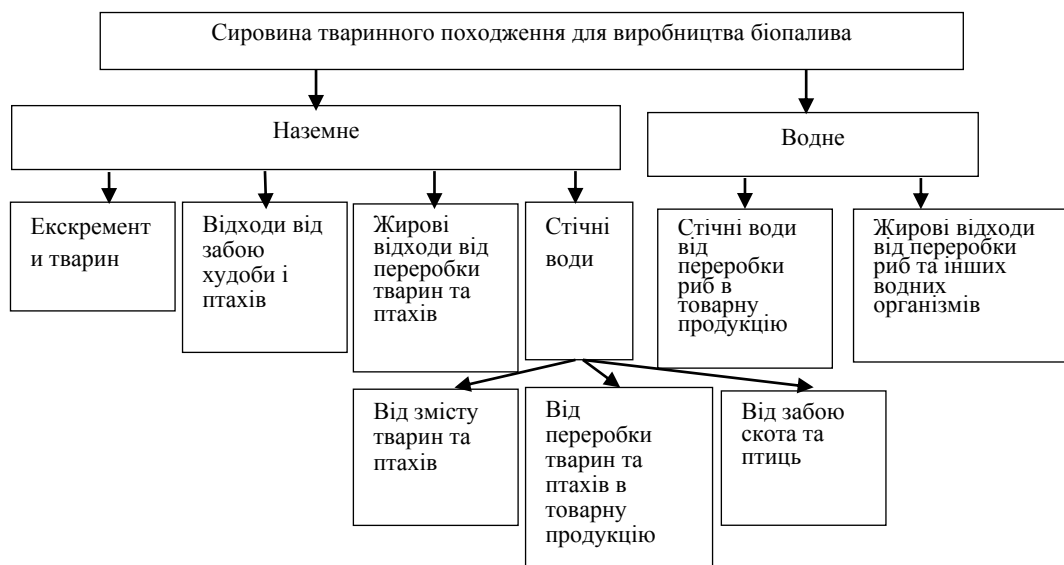 Сировина тваринного походження для виробництва біопалива
Наземне
Водне
Екскремент
и тварин
Відходи від
забою
худоби і
птахів
Жирові
відходи від
переробки
тварин та
птахів
Стічні
води
Стічні води
від
переробки
риб в
товарну
продукцію
Жирові відходи
від переробки
риб та інших
водних
організмів
Від змісту
тварин та
птахів
Від
переробки
тварин та
птахів в
товарну
продукцію
Від забою
скота та
птиць